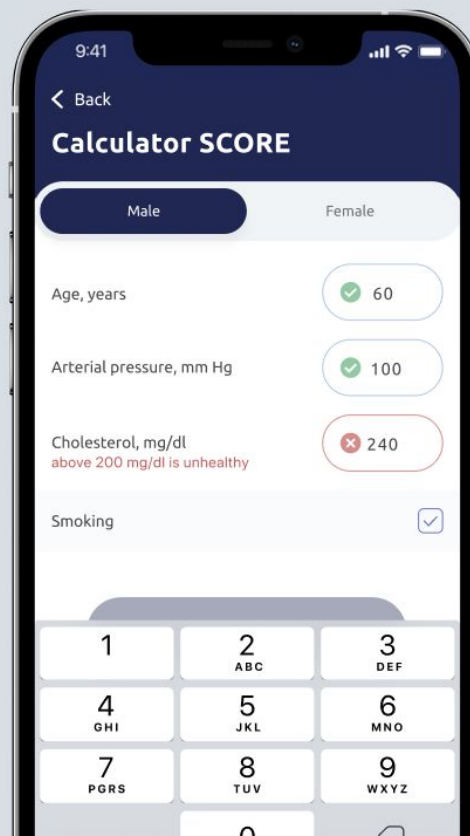 9:41
Back
Calculator SCORE
Male Female
Age, years 60
Arterial pressure, mm Hg 100
Cholesterol, mg/dl 240
above 200 mg/dl is unhealthy
Smoking
1 2 3
ABC DEF
4 5 6
GHI JKL MNO
7 8 9
PGRS TUV WXYZ
0